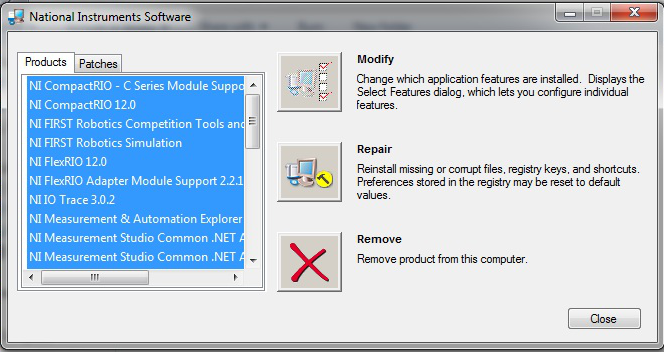 National Instruments Software
Products
Patches
NI CompactRIO - C Series Module Suppo
NI CompactRIO 12.0
NI FIRST Robotics Competition Tools and
NI FIRST Robotics Simulation
NI FlexRIO 12.0
NI FlexRIO Adapter Module Support 2.2.1
NI IO Trace 3.0.2
NI Measurement & Automation Explorer
NI Measurement Studio Common .NET A
NI Measurement Studio Common .NET A
Modify
Change which application features are installed. Displays the
Select Features dialog, which lets you configure individual
features.
Repair
Reinstall missing or corrupt files, registry keys, and shortcuts.
Preferences stored in the registry may be reset to default
values.
Remove
Remove product from this computer.
Close